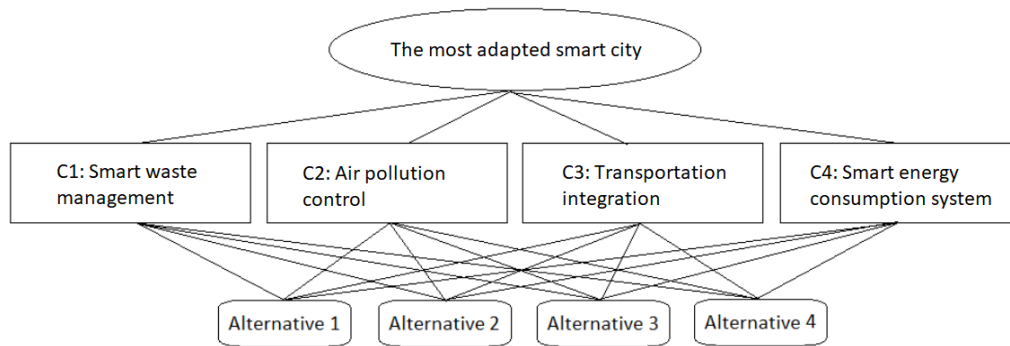 The most adapted smart city
C1: Smart waste
management
C2: Air pollution
control
C3: Transportation
integration
C4: Smart energy
consumption system
Alternative 1
Alternative 2
Alternative 3
Alternative 4